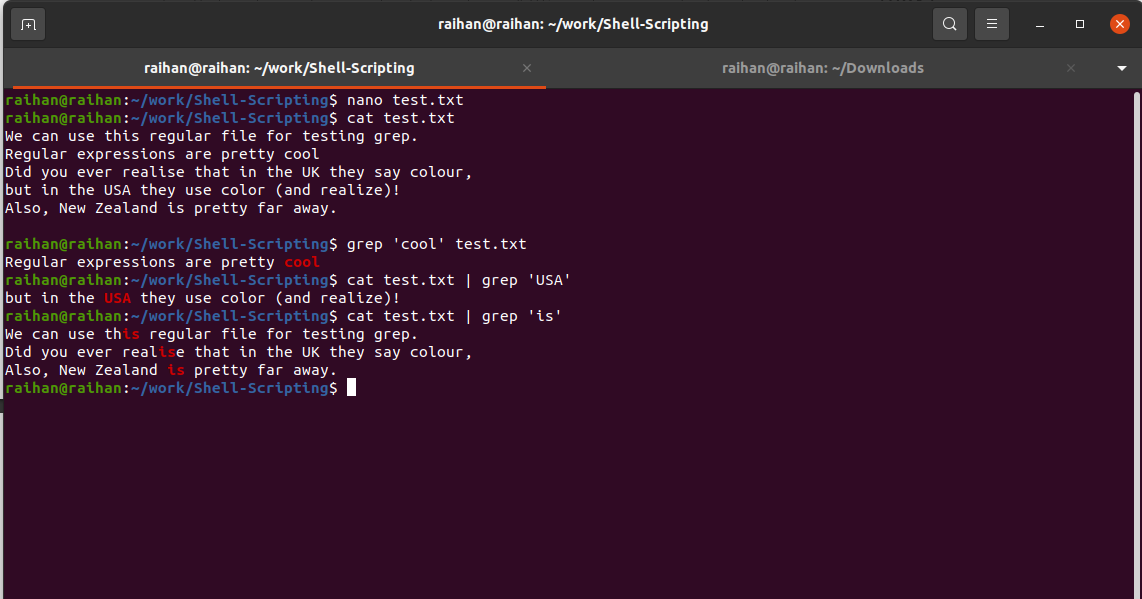 raihan@raihan: ~/work/Shell-Scripting
raihan@raihan: ~/work/Shell-Scripting
raihan@raihan: ~/Downloads
raihan@raihan:~/work/Shell-Scripting$ nano test.txt
raihan@raihan:~/work/Shell-Scripting$ cat test.txt
We can use this regular file for testing grep.
Regular expressions are pretty cool
Did you ever realise that in the UK they say colour,
but in the USA they use color (and realize)!
Also, New Zealand is pretty far away.
raihan@raihan:~/work/Shell-Scripting$ grep 'cool' test.txt
Regular expressions are pretty cool
raihan@raihan:~/work/Shell-Scripting$ cat test.txt | grep 'USA'
but in the USA they use color (and realize)!
raihan@raihan:~/work/Shell-Scripting$ cat test.txt | grep 'is'
We can use this regular file for testing grep.
Did you ever realise that in the UK they say colour,
Also, New Zealand is pretty far away.
raihan@raihan:~/work/Shell-Scripting$